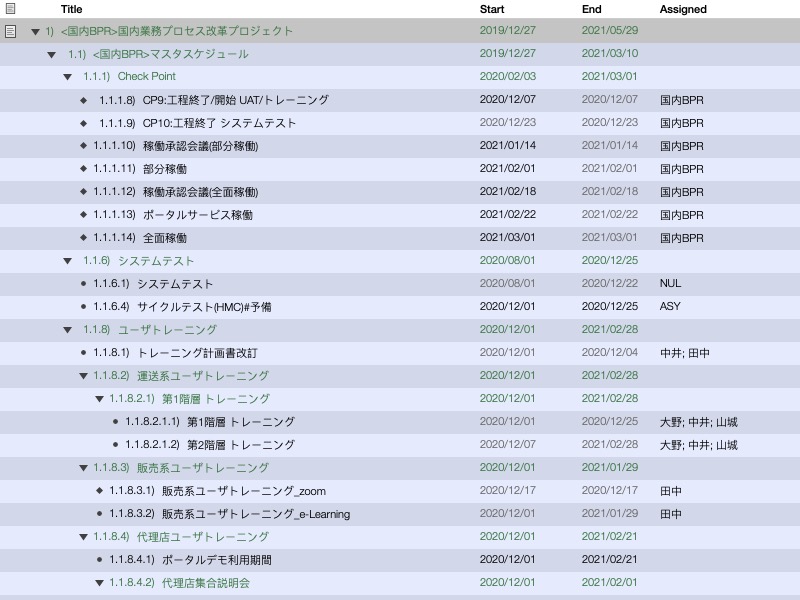 Title Start End Assigned
1) <国内BPR>国内業務プロセス改革プロジェクト 2019/12/27 2021/05/29
1.1) <国内BPR>マスタスケジュール 2019/12/27 2021/03/10
1.1.1) Check Point 2020/02/03 2021/03/01
1.1.1.8) CP9:工程終了/開始 UAT/トレーニング 2020/12/07 2020/12/07 国内BPR
1.1.1.9) CP10:工程終了 システムテスト 2020/12/23 2020/12/23 国内BPR
1.1.1.10) 稼働承認会議(部分稼働) 2021/01/14 2021/01/14 国内BPR
1.1.1.11) 部分稼働 2021/02/01 2021/02/01 国内BPR
1.1.1.12) 稼働承認会議(全面稼働) 2021/02/18 2021/02/18 国内BPR
1.1.1.13) ポータルサービス稼働 2021/02/22 2021/02/22 国内BPR
1.1.1.14) 全面稼働 2021/03/01 2021/03/01 国内BPR
1.1.6) システムテスト 2020/08/01 2020/12/25
1.1.6.1) システムテスト 2020/08/01 2020/12/22 NUL
1.1.6.4) サイクルテスト(HMC)#予備 2020/12/01 2020/12/25 ASY
1.1.8) ユーザトレーニング 2020/12/01 2021/02/28
1.1.8.1) トレーニング計画書改訂 2020/12/01 2020/12/04 中井; 田中
1.1.8.2) 運送系ユーザトレーニング 2020/12/01 2021/02/28
1.1.8.2.1) 第1階層 トレーニング 2020/12/01 2021/02/28
1.1.8.2.1.1) 第1階層 トレーニング 2020/12/01 2020/12/25 大野; 中井; 山城
1.1.8.2.1.2) 第2階層 トレーニング 2020/12/07 2021/02/28 大野; 中井; 山城
1.1.8.3) 販売系ユーザトレーニング 2020/12/01 2021/01/29
1.1.8.3.1) 販売系ユーザトレーニング_zoom 2020/12/17 2020/12/17 田中
1.1.8.3.2) 販売系ユーザトレーニング_e-Learning 2020/12/01 2021/01/29 田中
1.1.8.4) 代理店ユーザトレーニング 2020/12/01 2021/02/21
1.1.8.4.1) ポータルデモ利用期間 2020/12/01 2021/02/21
1.1.8.4.2) 代理店集合説明会 2020/12/01 2021/02/01